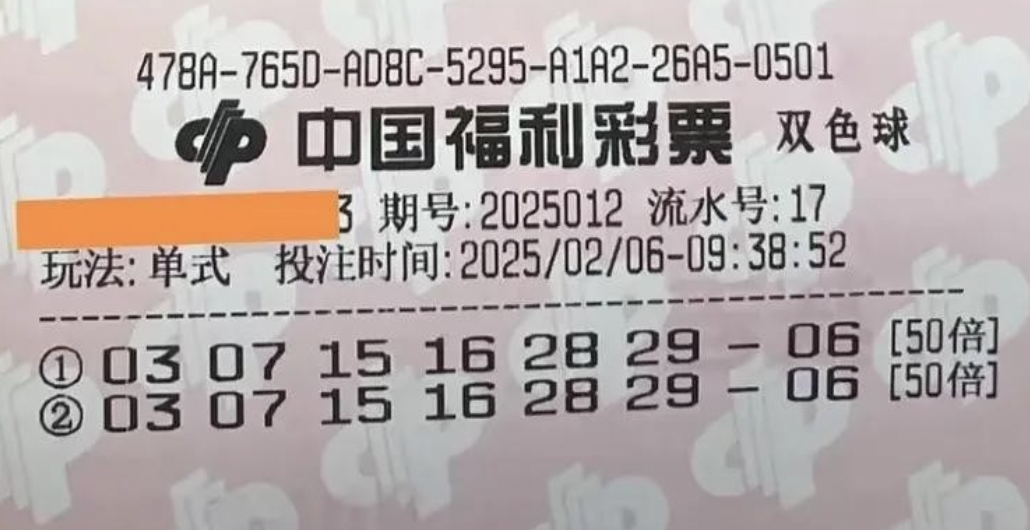 478A-765D-AD8C-5295-A1A2-26A5-0501
中国福利彩票 双色球
3 期号:2025012 流水号:17
玩法:单式 投注时间:2025/02/06-09:38:52
① 03 07 15 16 28 29 - 06 [50倍]
② 03 07 15 16 28 29 - 06 [50倍]